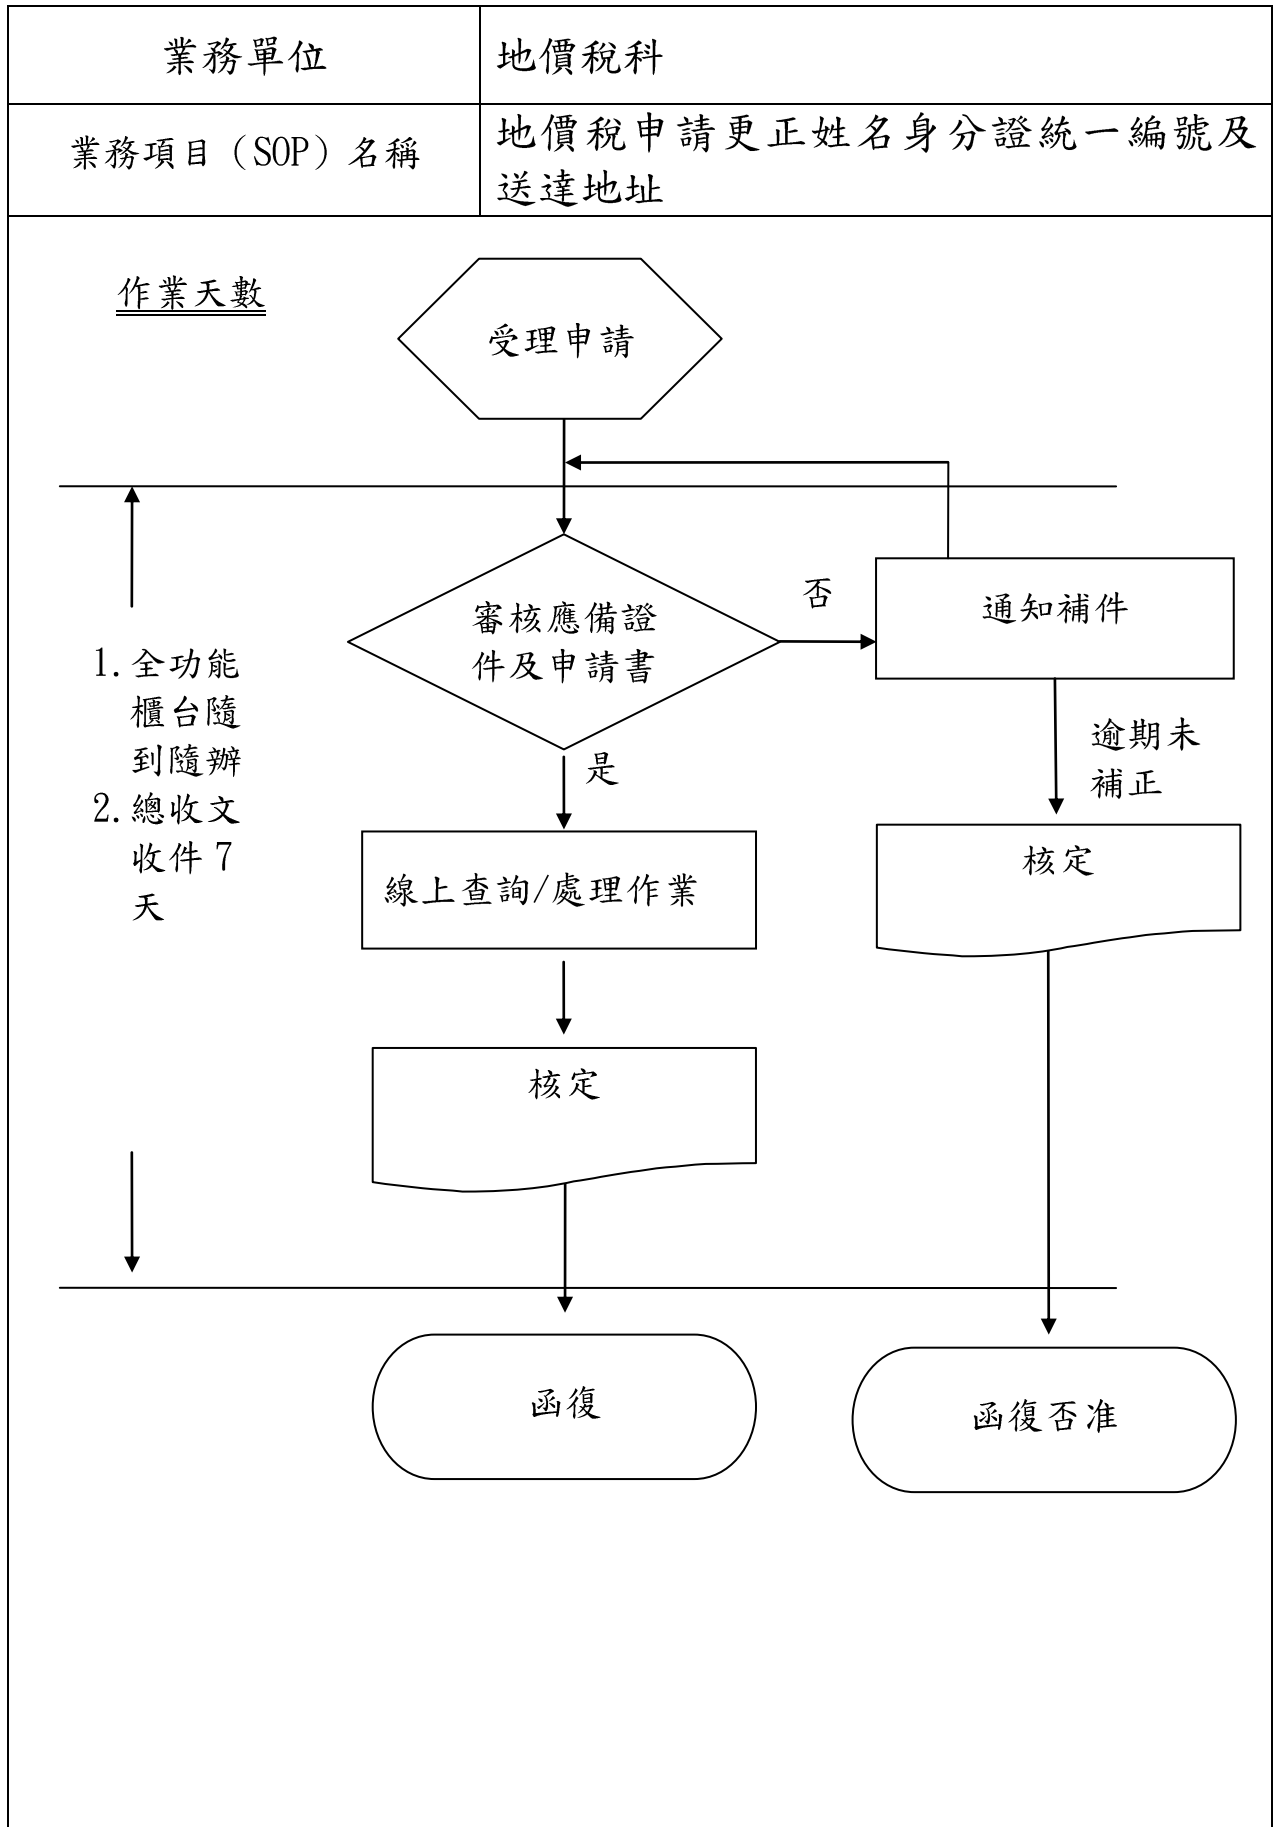 業務單位
地價稅科
業務項目（SOP）名稱
地價稅申請更正姓名身分證統一編號及
送達地址
作業天數
受理申請
審核應備證
件及申請書
否
通知補件
1.全功能
櫃台隨
到隨辦
2.總收文
收件7
天
是
逾期未
補正
線上查詢/處理作業
核定
核定
函復
函復否准